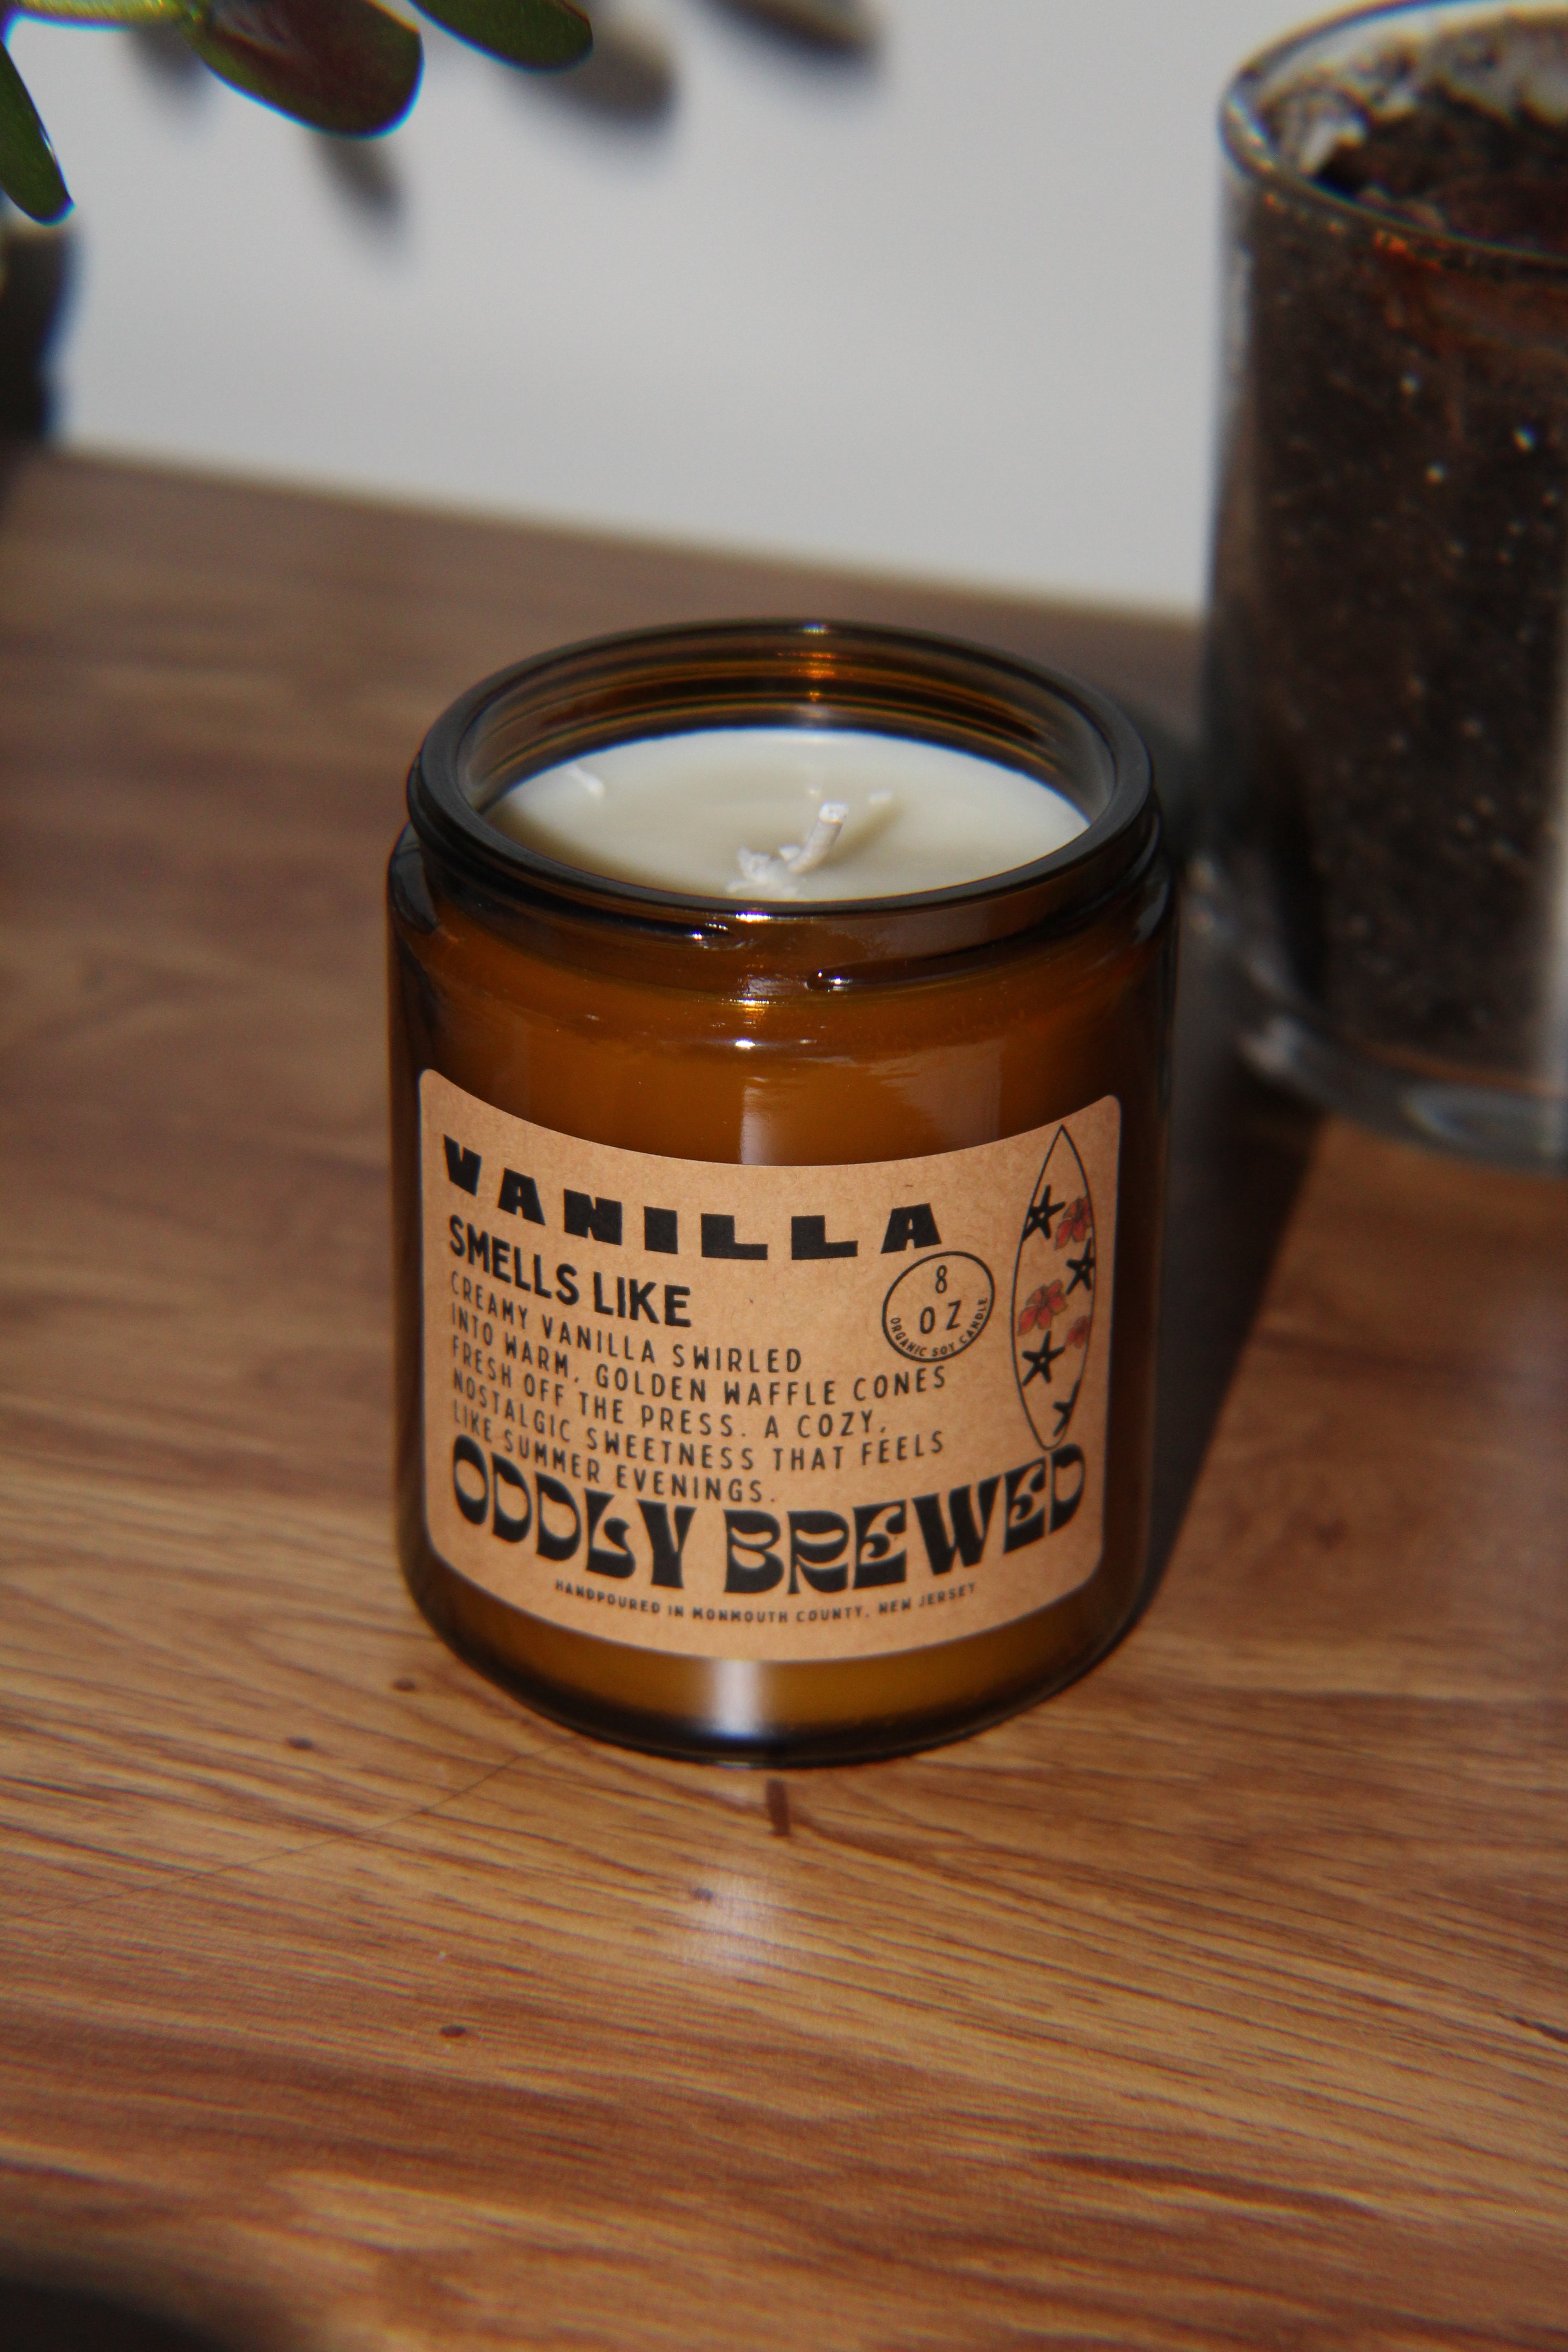 VANILLA
SMELLS LIKE
CREAMY VANILLA SWIRLED
INTO WARM, GOLDEN WAFFLE CONES
FRESH OFF THE PRESS. A COZY,
NOSTALGIC SWEETNESS THAT FEELS
LIKE SUMMER EVENINGS.
8
OZ
ORGANIC SOY CANDLE
ODDLY BREWED
HANDPOURED IN MONMOUTH COUNTY, NEW JERSEY